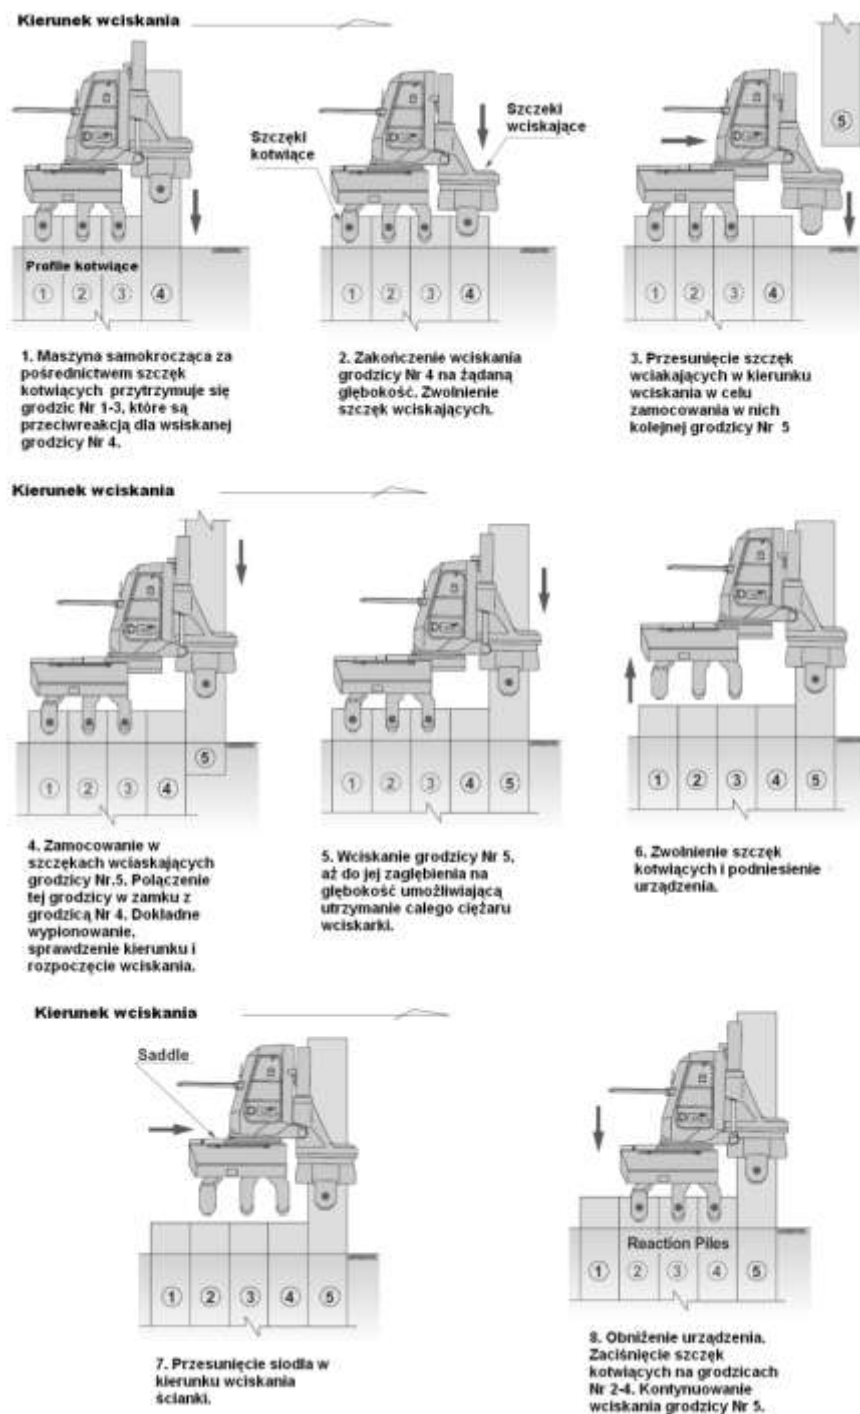 Kierunek wciskania
Szczęki
kotwiące
Szczeki
wciskające
5
Profile kotwiące
1 2 3 4
1 2 3 4
1 2 3 4
1. Maszyna samokrocząca za
pośrednictwem szczęk
kotwiących przytrzymuje się
grodzic Nr 1-3, które są
przeciwreakcją dla wsiskanej
grodzicy Nr 4.
2. Zakończenie wciskania
grodzicy Nr 4 na żądaną
głębokość. Zwolnienie
szczęk wciskających.
3. Przesunięcie szczęk
wciakających w kierunku
wciskania w celu
zamocowania w nich
kolejnej grodzicy Nr 5
Kierunek wciskania
1 2 3 4 5
1 2 3 4 5
1 2 3 4 5
4. Zamocowanie w
szczękach wciaskających
grodzicy Nr.5. Połączenie
tej grodzicy w zamku z
grodzicą Nr 4. Dokładne
wypionowanie,
sprawdzenie kierunku i
rozpoczęcie wciskania.
5. Wciskanie grodzicy Nr 5,
aż do jej zagłębienia na
głębokość umożliwiającą
utrzymanie całego ciężaru
wciskarki.
6. Zwolnienie szczęk
kotwiących i podniesienie
urządzenia.
Kierunek wciskania
Saddle
1 2 3 4 5
Reaction Piles
1 2 3 4 5
7. Przesunięcie siodła w
kierunku wciskania
ścianki.
8. Obniżenie urządzenia.
Zaciśnięcie szczęk
kotwiących na grodzicach
Nr 2-4. Kontynuowanie
wciskania grodzicy Nr 5.